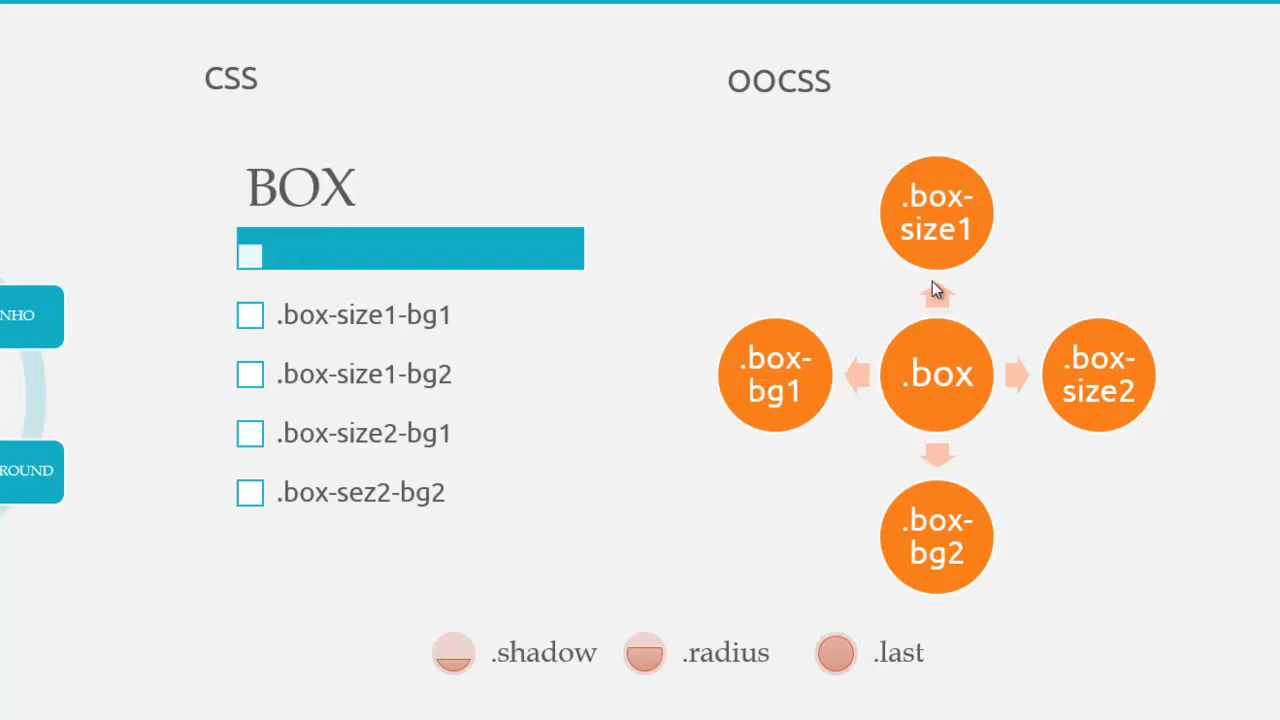 CSS
OOCSS
BOX
.box-size1-bg1
.box-size1-bg2
.box-size2-bg1
.box-sez2-bg2
NHO
ROUND
.box-
size1
.box-
bg1
.box
.box-
size2
.box-
bg2
.shadow
.radius
.last